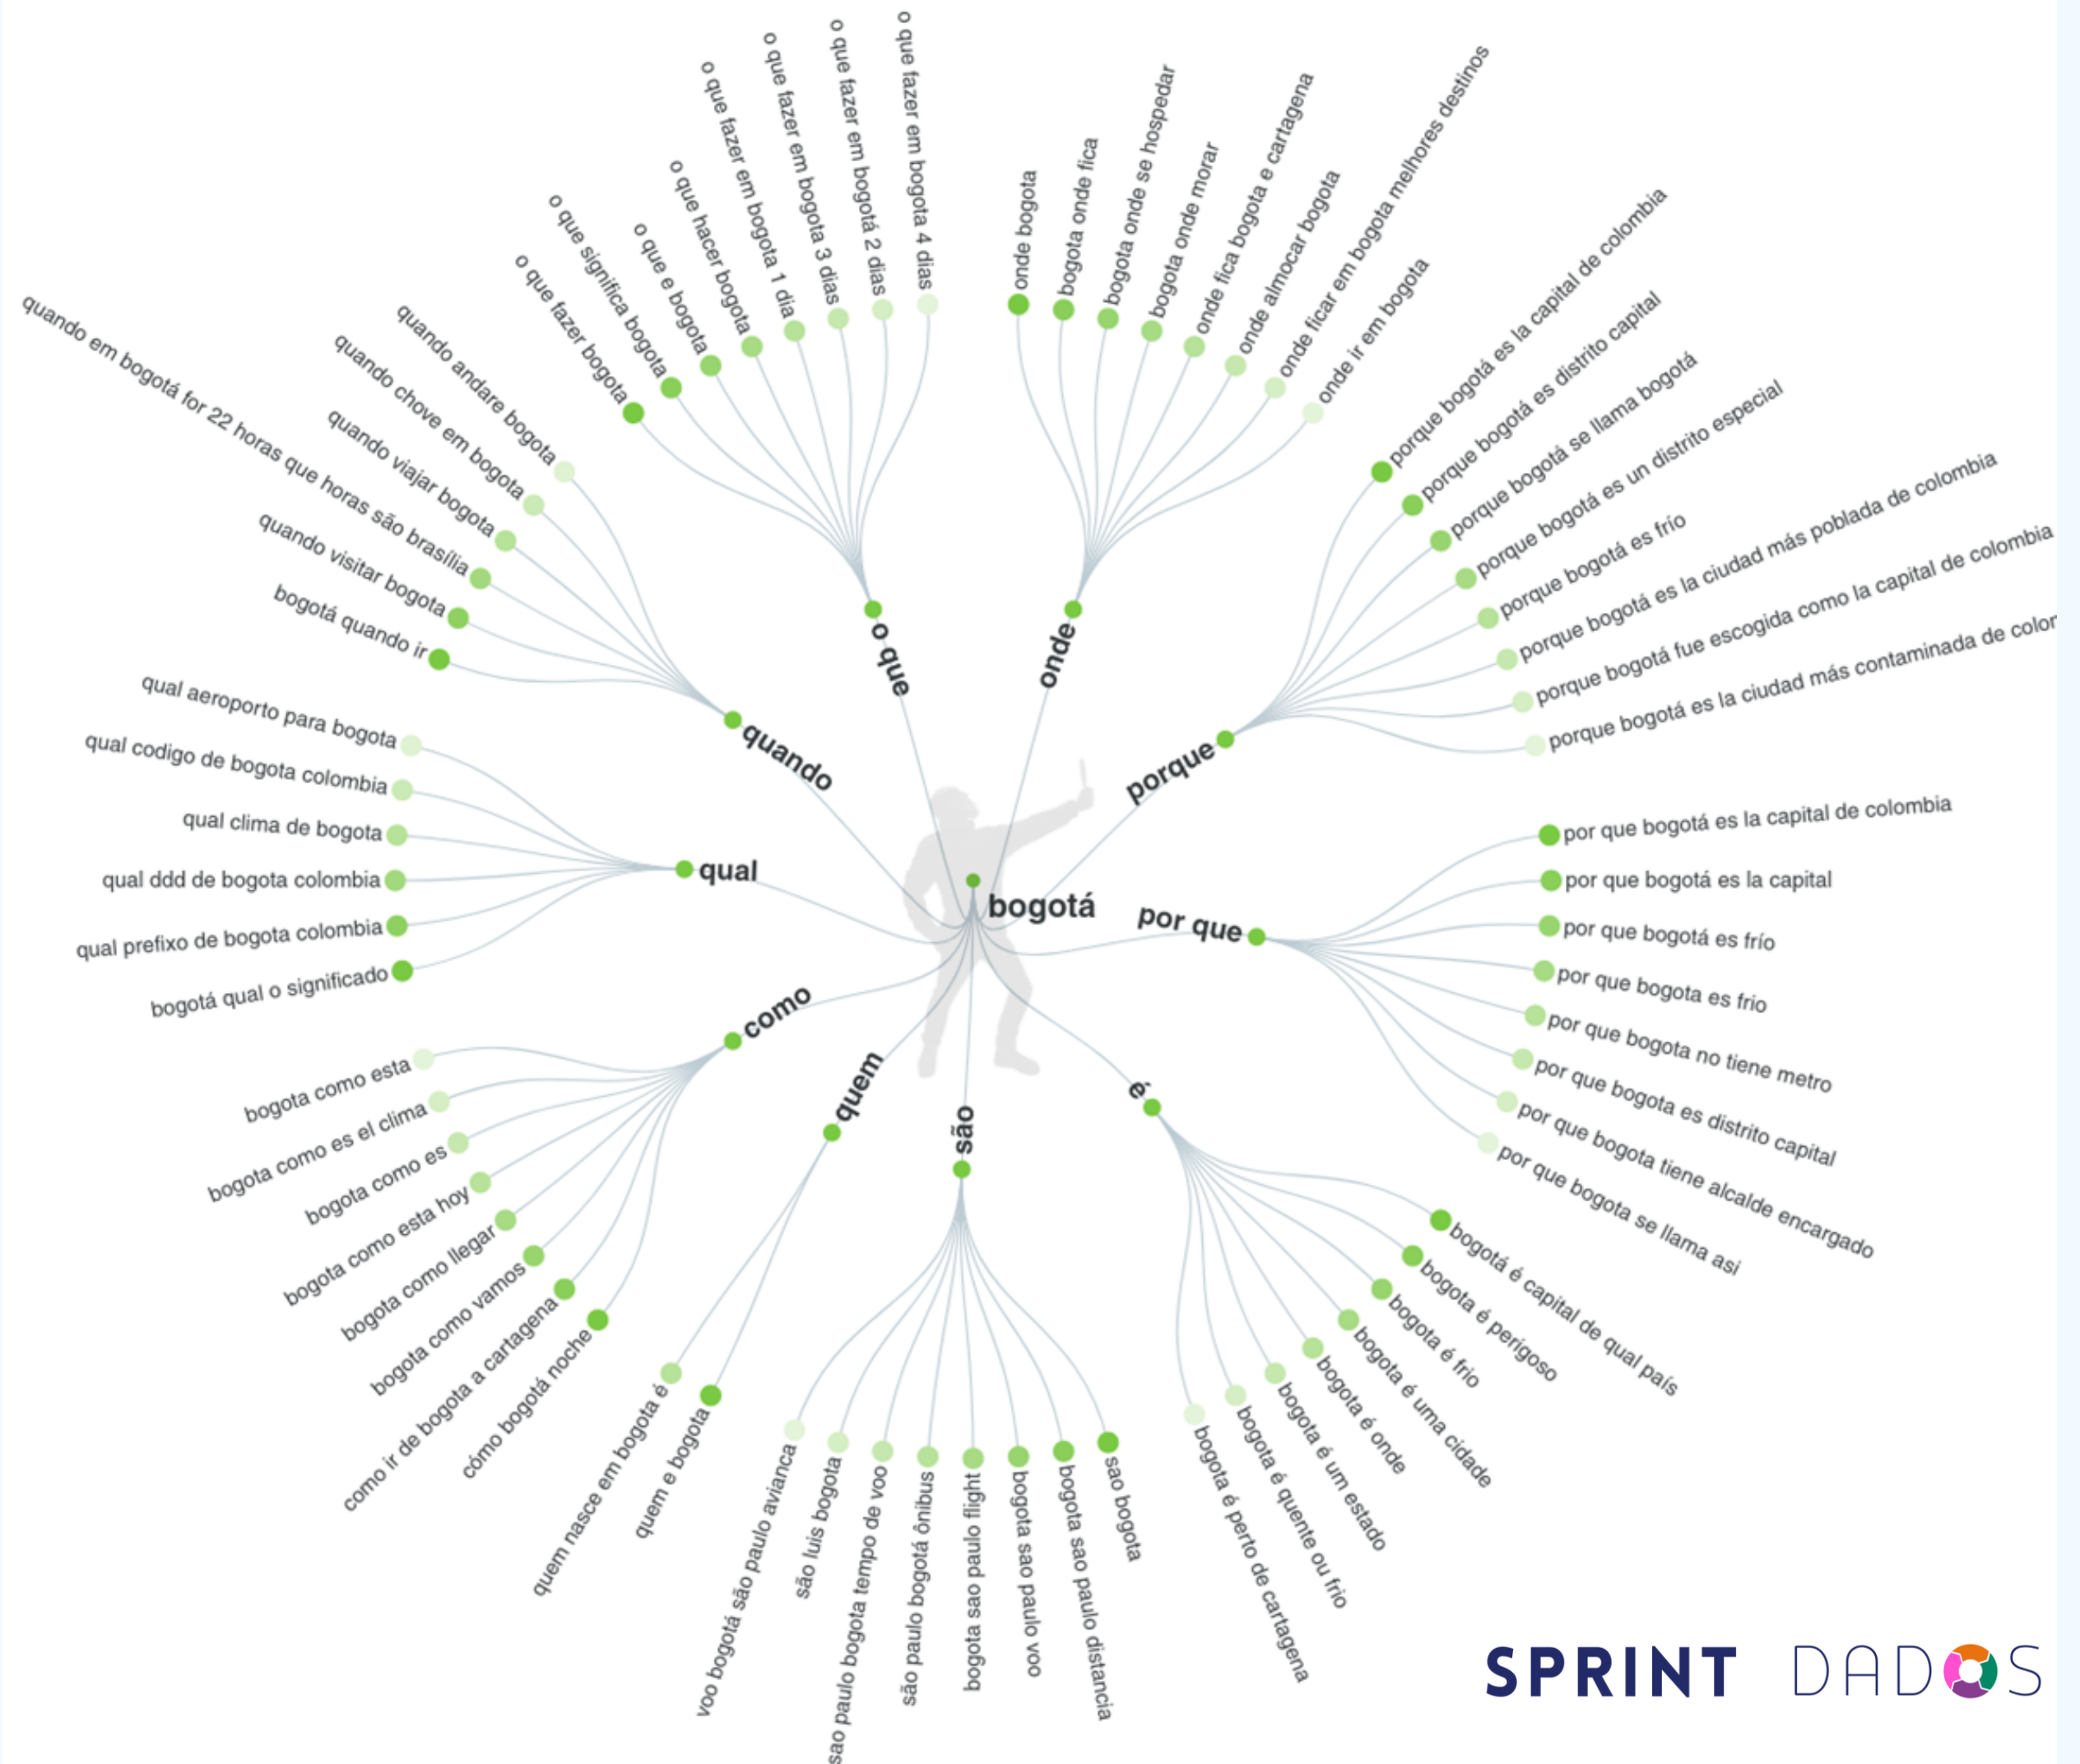 bogotá
o que
o que fazer bogota
o que significa bogota
o que e bogota
o que hacer bogota
o que fazer em bogota 1 dia
o que fazer em bogota 3 dias
o que fazer em bogotá 2 dias
o que fazer em bogota 4 dias
onde
onde bogota
bogota onde fica
bogota onde se hospedar
bogota onde morar
onde fica bogota e cartagena
onde almocar bogota
onde ficar em bogota melhores destinos
onde ir em bogota
porque
porque bogotá es la capital de colombia
porque bogotá es distrito capital
porque bogotá se llama bogotá
porque bogotá es un distrito especial
porque bogotá es frío
porque bogotá es la ciudad más poblada de colombia
porque bogotá fue escogida como la capital de colombia
porque bogotá es la ciudad más contaminada de color
por que
por que bogotá es la capital de colombia
por que bogotá es la capital
por que bogotá es frío
por que bogota es frio
por que bogota no tiene metro
por que bogota es distrito capital
por que bogota tiene alcalde encargado
por que bogota se llama asi
é
bogotá é capital de qual país
bogota é perigoso
bogota é frio
bogota é uma cidade
bogota é onde
bogota é um estado
bogota é quente ou frio
bogota é perto de cartagena
são
sao bogota
bogota sao paulo distancia
bogota sao paulo voo
bogota sao paulo flight
são paulo bogotá ônibus
sao paulo bogota tempo de voo
são luis bogota
voo bogotá são paulo avianca
quem
quem e bogota
quem nasce em bogota é
como
cómo bogotá noche
como ir de bogota a cartagena
bogota como vamos
bogota como llegar
bogota como esta hoy
bogota como es
bogota como es el clima
bogota como esta
qual
bogotá qual o significado
qual prefixo de bogota colombia
qual ddd de bogota colombia
qual clima de bogota
qual codigo de bogota colombia
qual aeroporto para bogota
quando
bogotá quando ir
quando visitar bogota
quando em bogotá for 22 horas que horas são brasília
quando viajar bogota
quando chove em bogota
quando andare bogota
SPRINT DADOS